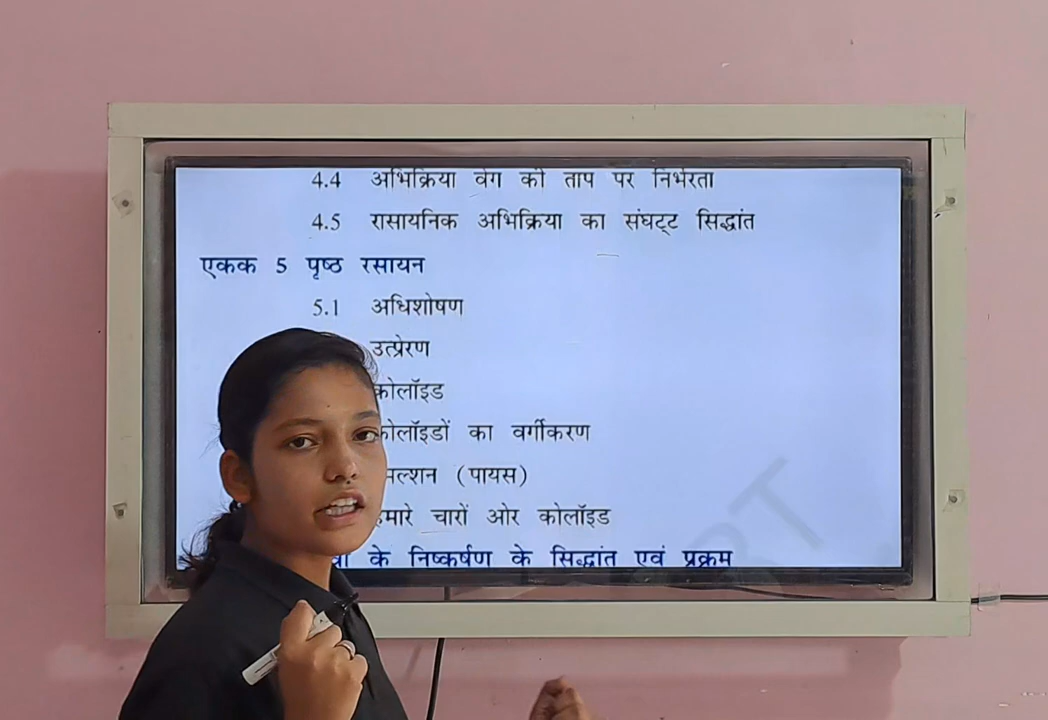 4.4 अभिक्रिया वेग की ताप पर निर्भरता
4.5 रासायनिक अभिक्रिया का संघट्ट सिद्धांत
एकक 5 पृष्ठ रसायन
5.1 अधिशोषण
उत्प्रेरण
कोलॉइड
कोलॉइडों का वर्गीकरण
(पायस)
हमारे चारों ओर कोलॉइड
के निष्कर्षण के सिद्धांत एवं प्रक्रम